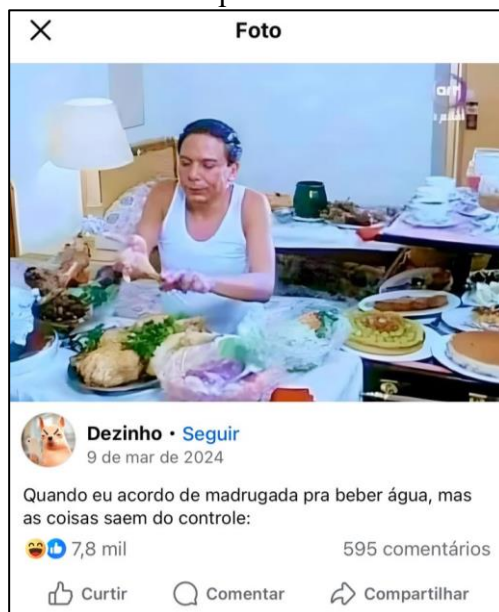 Foto
art
Dezinho • Seguir
9 de mar de 2024
Quando eu acordo de madrugada pra beber água, mas
as coisas saem do controle:
7,8 mil
595 comentários
Curtir
Comentar
Compartilhar